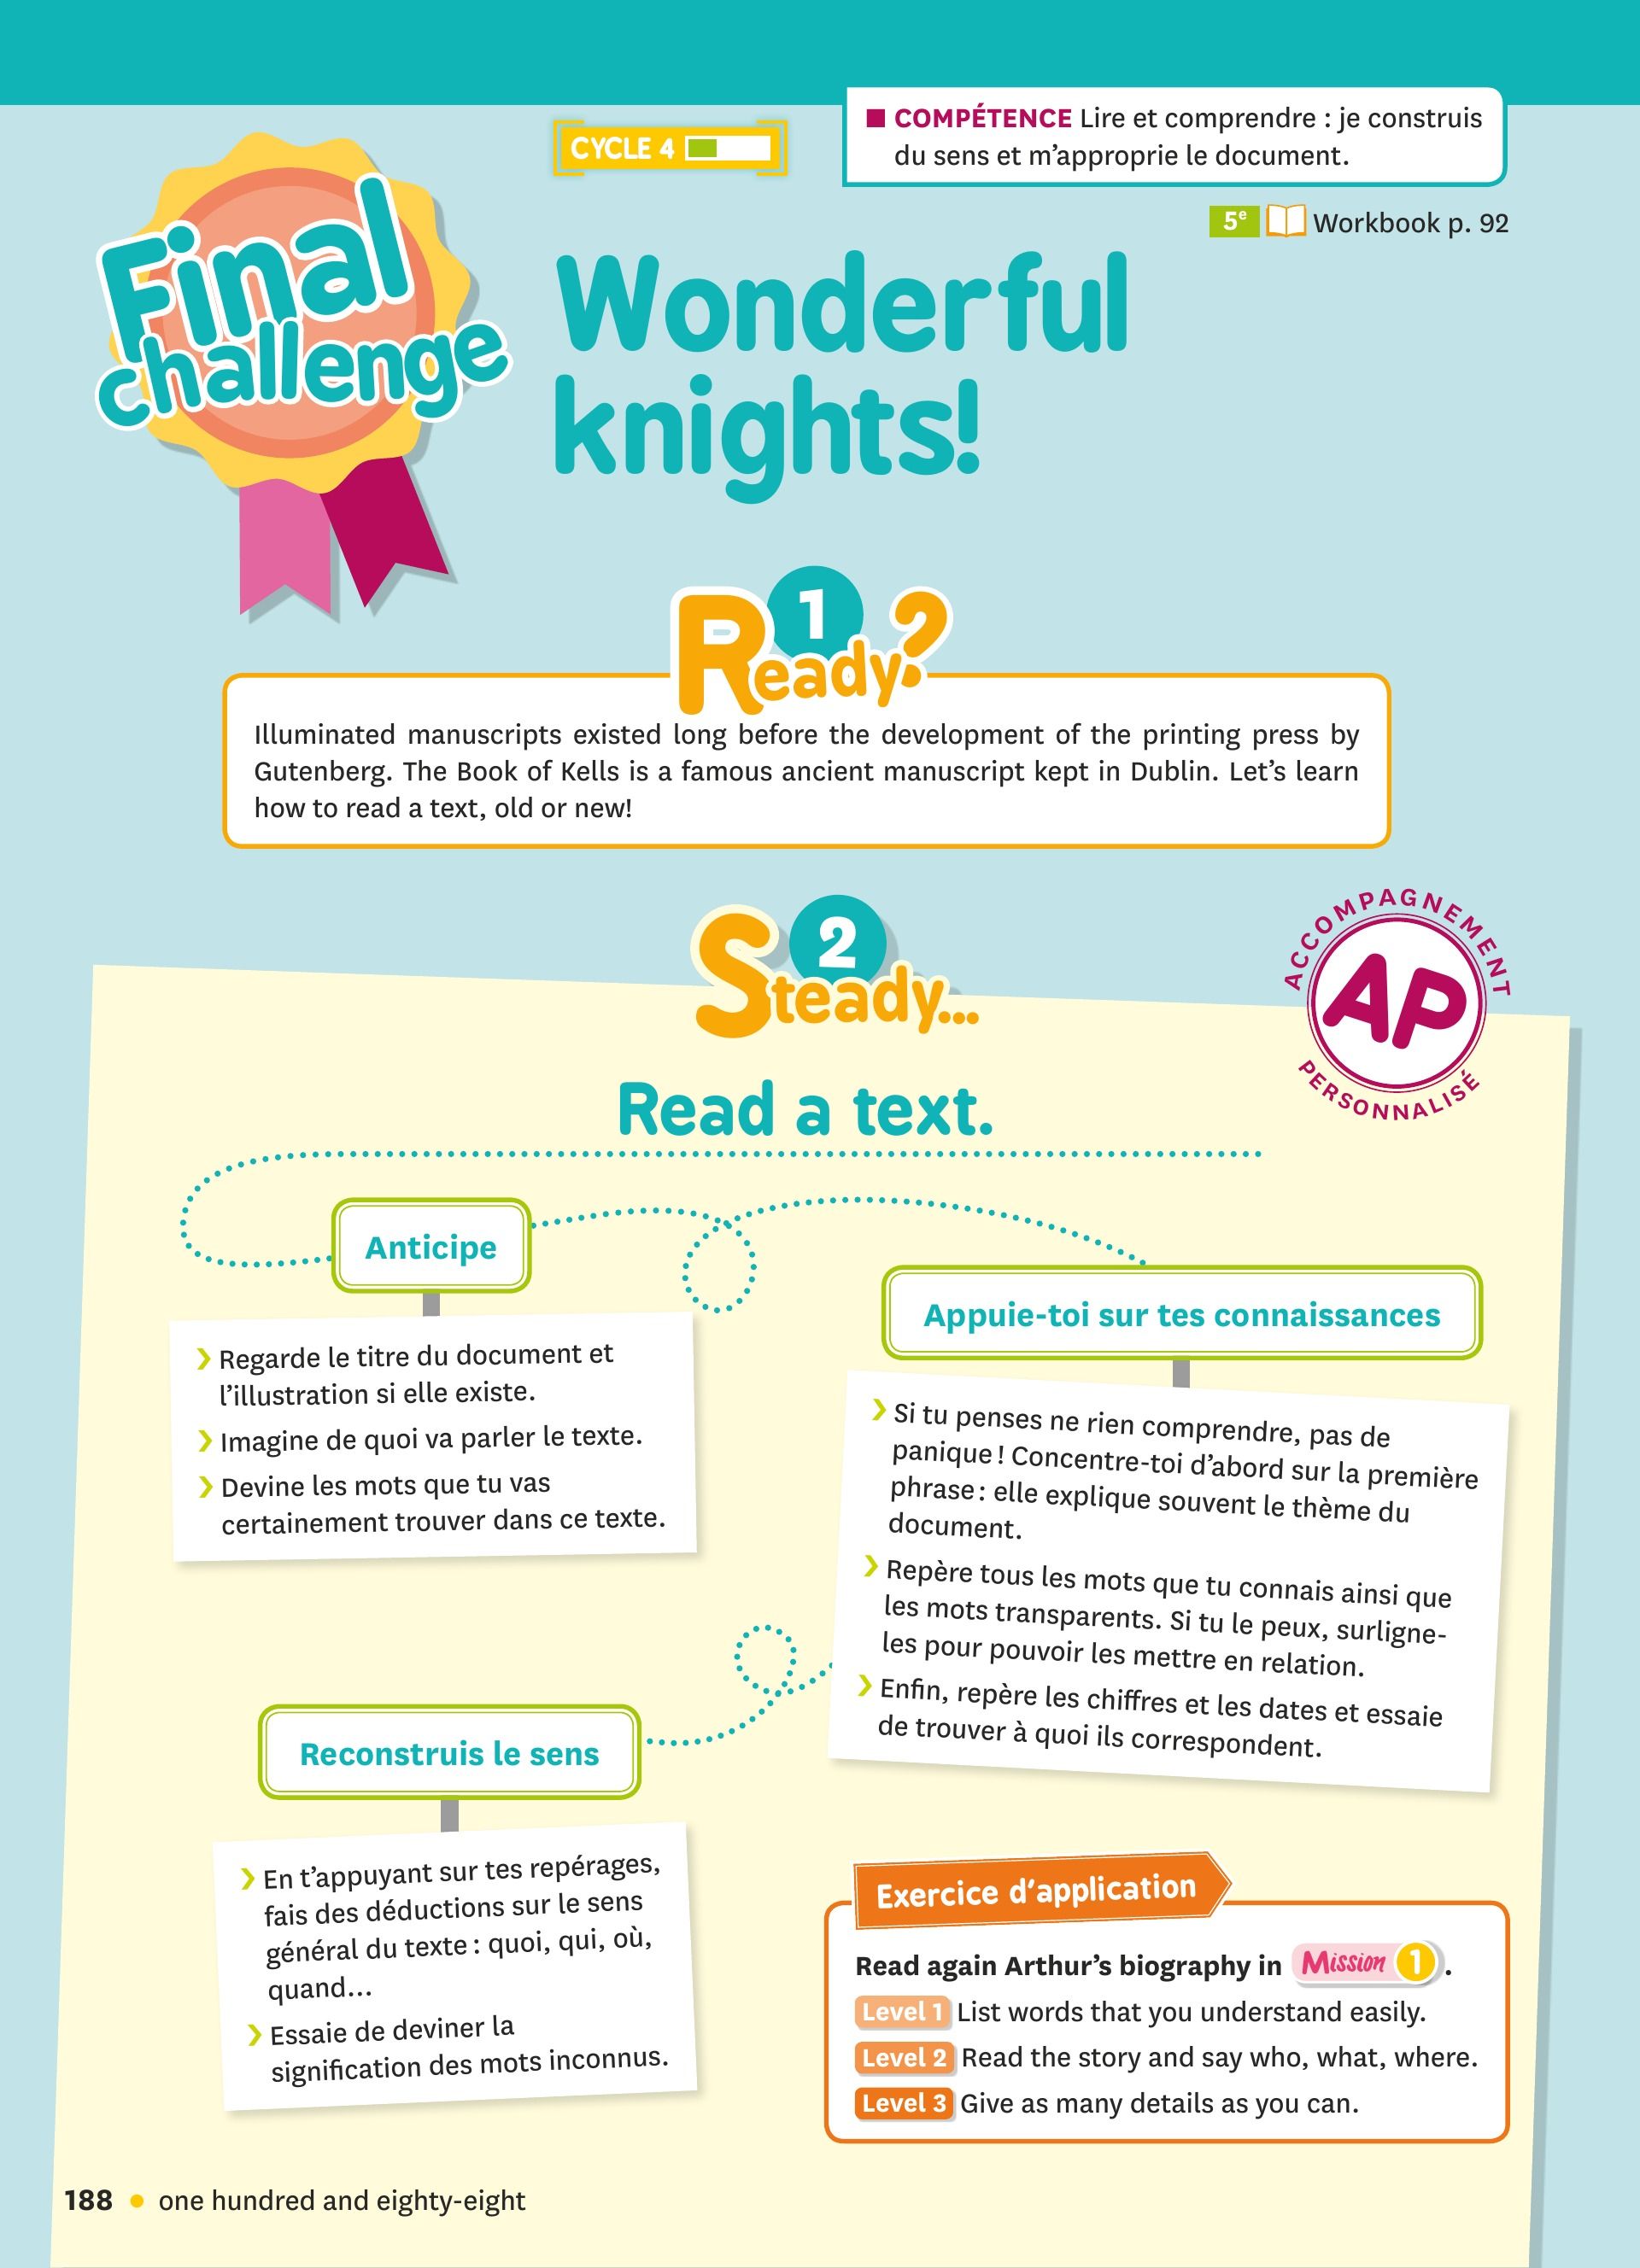 CYCLE 4
■ COMPÉTENCE Lire et comprendre : je construis
du sens et m’approprie le document.
5e Workbook p. 92
Final
challenge
Wonderful
knights!
1
Ready?
Illuminated manuscripts existed long before the development of the printing press by
Gutenberg. The Book of Kells is a famous ancient manuscript kept in Dublin. Let’s learn
how to read a text, old or new!
2
Steady...
ACCOMPAGNEMENT
AP
PERSONNALISÉ
Read a text.
Anticipe
› Regarde le titre du document et
l’illustration si elle existe.
› Imagine de quoi va parler le texte.
› Devine les mots que tu vas
certainement trouver dans ce texte.
Appuie-toi sur tes connaissances
› Si tu penses ne rien comprendre, pas de
panique ! Concentre-toi d’abord sur la première
phrase : elle explique souvent le thème du
document.
› Repère tous les mots que tu connais ainsi que
les mots transparents. Si tu le peux, surligne-
les pour pouvoir les mettre en relation.
› Enfin, repère les chiffres et les dates et essaie
de trouver à quoi ils correspondent.
Reconstruis le sens
› En t’appuyant sur tes repérages,
fais des déductions sur le sens
général du texte : quoi, qui, où,
quand...
› Essaie de deviner la
signification des mots inconnus.
Exercice d’application
Read again Arthur’s biography in Mission 1.
Level 1 List words that you understand easily.
Level 2 Read the story and say who, what, where.
Level 3 Give as many details as you can.
188 • one hundred and eighty-eight